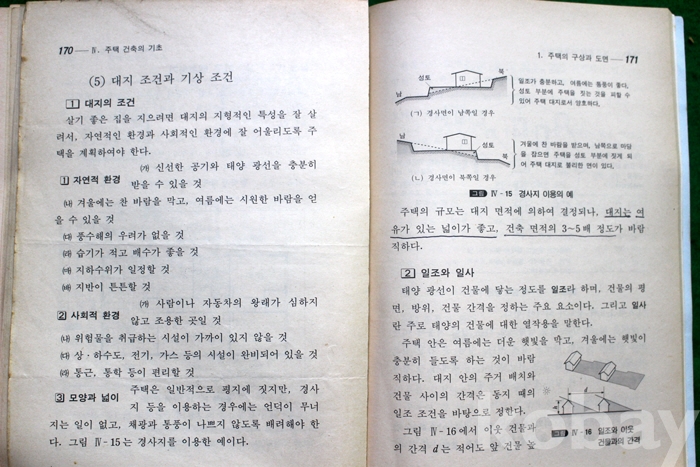 170 — Ⅳ. 주택 건축의 기초
(5) 대지 조건과 기상 조건
1 대지의 조건
살기 좋은 집을 지으려면 대지의 지형적인 특성을 잘 살
려서, 자연적인 환경과 사회적인 환경에 잘 어울리도록 주
택을 계획하여야 한다.
1 자연적 환경
㈎ 신선한 공기와 태양 광선을 충분히
받을 수 있을 것
㈏ 겨울에는 찬 바람을 막고, 여름에는 시원한 바람을 얻
을 수 있을 것
㈐ 풍수해의 우려가 없을 것
㈑ 습기가 적고 배수가 좋을 것
㈒ 지하수위가 일정할 것
㈓ 지반이 튼튼할 것
2 사회적 환경
㈎ 사람이나 자동차의 왕래가 심하지
않고 조용한 곳일 것
㈏ 위험물을 취급하는 시설이 가까이 있지 않을 것
㈐ 상·하수도, 전기, 가스 등의 시설이 완비되어 있을 것
㈑ 통근, 통학 등이 편리할 것
3 모양과 넓이
주택은 일반적으로 평지에 짓지만, 경사
지 등을 이용하는 경우에는 언덕이 무너
지는 일이 없고, 채광과 통풍이 나쁘지 않도록 배려해야 한
다. 그림 Ⅳ-15는 경사지를 이용한 예이다.
1. 주택의 구상과 도면 — 171
남
성토
북
일조가 충분하고, 여름에는 통풍이 좋다.
성토 부분에 주택을 짓는 것을 피할 수
있어 주택 대지로서 양호하다.
(ㄱ) 경사면이 남쪽일 경우
남
성토
북
겨울에 찬 바람을 받으며, 남쪽으로 마당
을 잡으면 주택을 성토 부분에 짓게 되
어 주택 대지로 불리한 면이 있다.
(ㄴ) 경사면이 북쪽일 경우
그림 Ⅳ-15 경사지 이용의 예
주택의 규모는 대지 면적에 의하여 결정되나, 대지는 여
유가 있는 넓이가 좋고, 건축 면적의 3~5배 정도가 바람
직하다.
2 일조와 일사
태양 광선이 건물에 닿는 정도를 일조라 하며, 건물의 평
면, 방위, 건물 간격을 정하는 주요 요소이다. 그리고 일사
란 주로 태양의 건물에 대한 열작용을 말한다.
주택 안은 여름에는 더운 햇빛을 막고, 겨울에는 햇빛이
충분히 들도록 하는 것이 바람
직하다. 대지 안의 주거 배치와
건물 사이의 간격은 동지 때의
일조 조건을 바탕으로 정한다.
그림 Ⅳ-16에서 이웃 건물과
의 간격 d는 적어도 앞 건물 높
그림 Ⅳ-16 일조와 이웃
건물과의 간격
obay